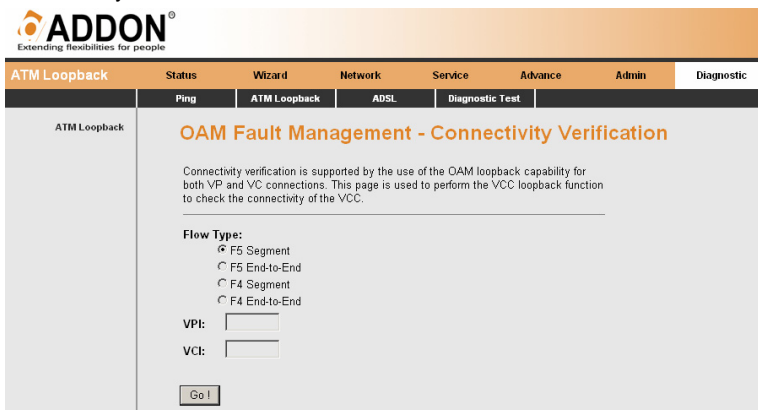 ADDON®
Extending flexibilities for people
ATM Loopback Status Wizard Network Service Advance Admin Diagnostic
Ping ATM Loopback ADSL Diagnostic Test
ATM Loopback
OAM Fault Management - Connectivity Verification
Connectivity verification is supported by the use of the OAM loopback capability for
both VP and VC connections. This page is used to perform the VCC loopback function
to check the connectivity of the VCC.
Flow Type:
F5 Segment
F5 End-to-End
F4 Segment
F4 End-to-End
VPI:
VCI:
Go !